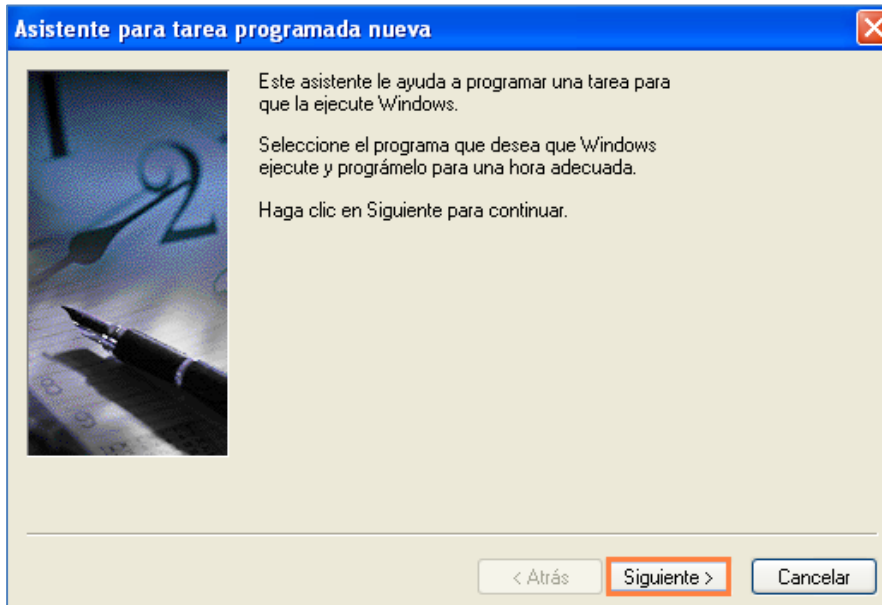 Asistente para tarea programada nueva
Este asistente le ayuda a programar una tarea para
que la ejecute Windows.
Seleccione el programa que desea que Windows
ejecute y prográmelo para una hora adecuada.
Haga clic en Siguiente para continuar.
< Atrás
Siguiente >
Cancelar